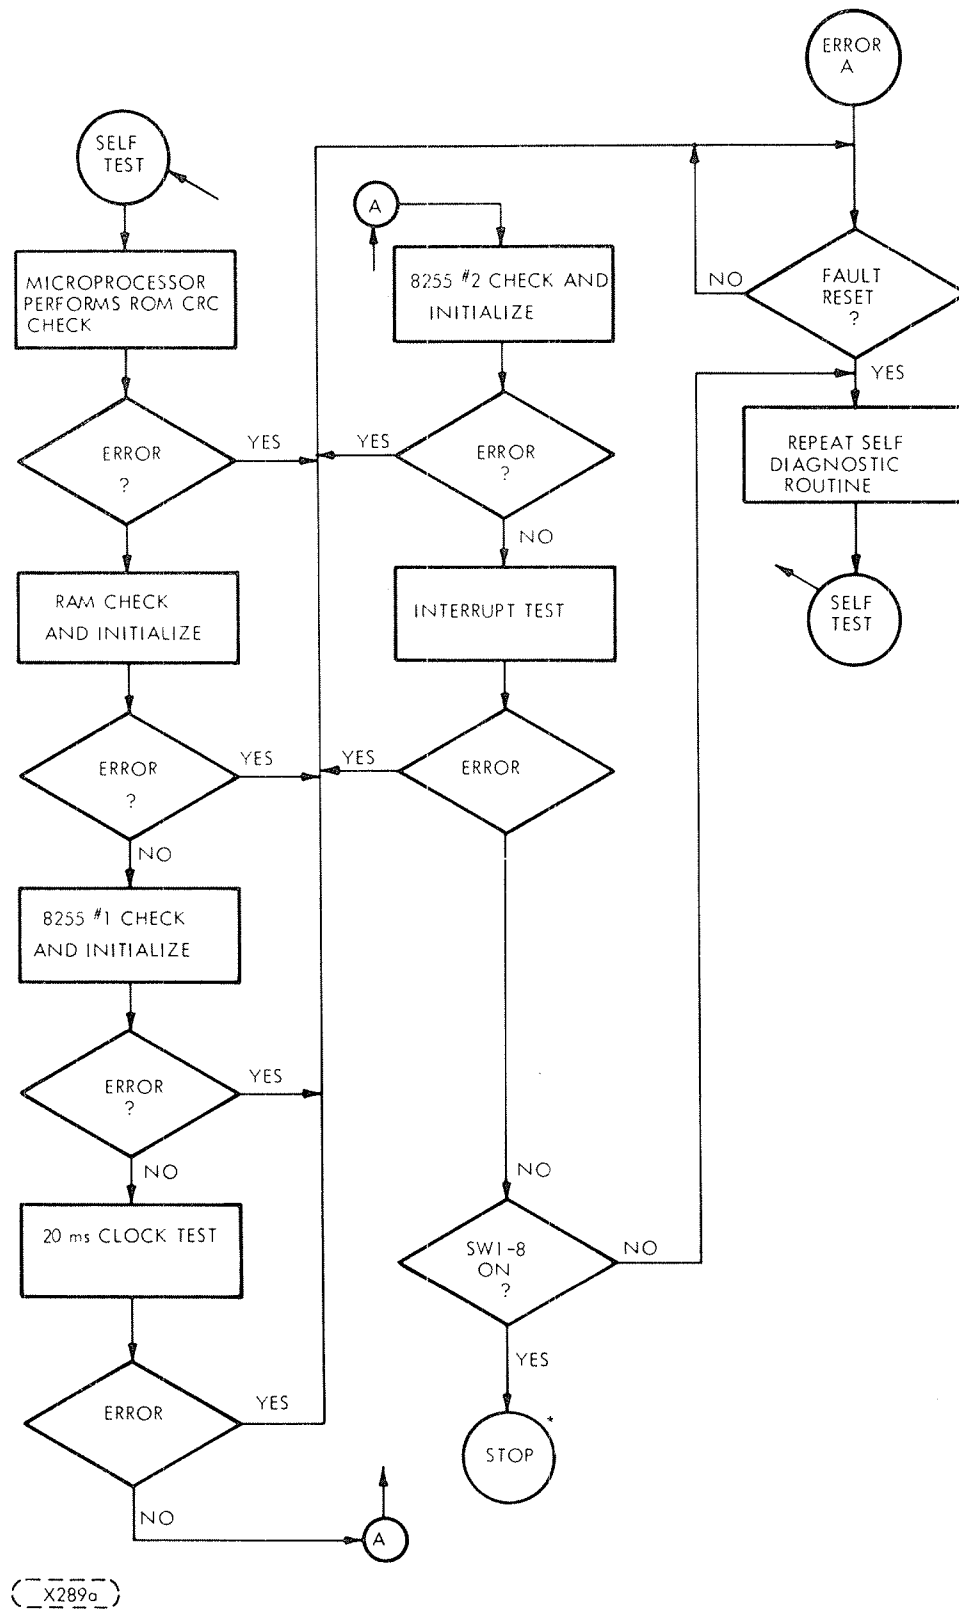 SELF
TEST
MICROPROCESSOR
PERFORMS ROM CRC
CHECK
ERROR
?
YES
RAM CHECK
AND INITIALIZE
ERROR
?
YES
NO
8255 #1 CHECK
AND INITIALIZE
ERROR
?
YES
NO
20 ms CLOCK TEST
ERROR
YES
NO
A
A
8255 #2 CHECK AND
INITIALIZE
ERROR
?
YES
NO
INTERRUPT TEST
ERROR
YES
NO
SW1-8
ON
?
NO
YES
STOP
*
ERROR
A
FAULT
RESET
?
NO
YES
REPEAT SELF
DIAGNOSTIC
ROUTINE
SELF
TEST
X289a